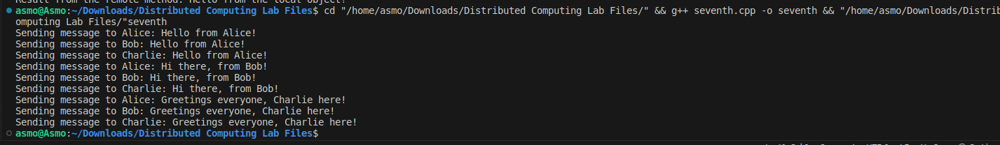 Result from the remote method: Hello from the local object!
asmo@Asmo:~/Downloads/Distributed Computing Lab Files$ cd "/home/asmo/Downloads/Distributed Computing Lab Files/" && g++ seventh.cpp -o seventh && "/home/asmo/Downloads/Distrib
omputing Lab Files/"seventh
Sending message to Alice: Hello from Alice!
Sending message to Bob: Hello from Alice!
Sending message to Charlie: Hello from Alice!
Sending message to Alice: Hi there, from Bob!
Sending message to Bob: Hi there, from Bob!
Sending message to Charlie: Hi there, from Bob!
Sending message to Alice: Greetings everyone, Charlie here!
Sending message to Bob: Greetings everyone, Charlie here!
Sending message to Charlie: Greetings everyone, Charlie here!
asmo@Asmo:~/Downloads/Distributed Computing Lab Files$